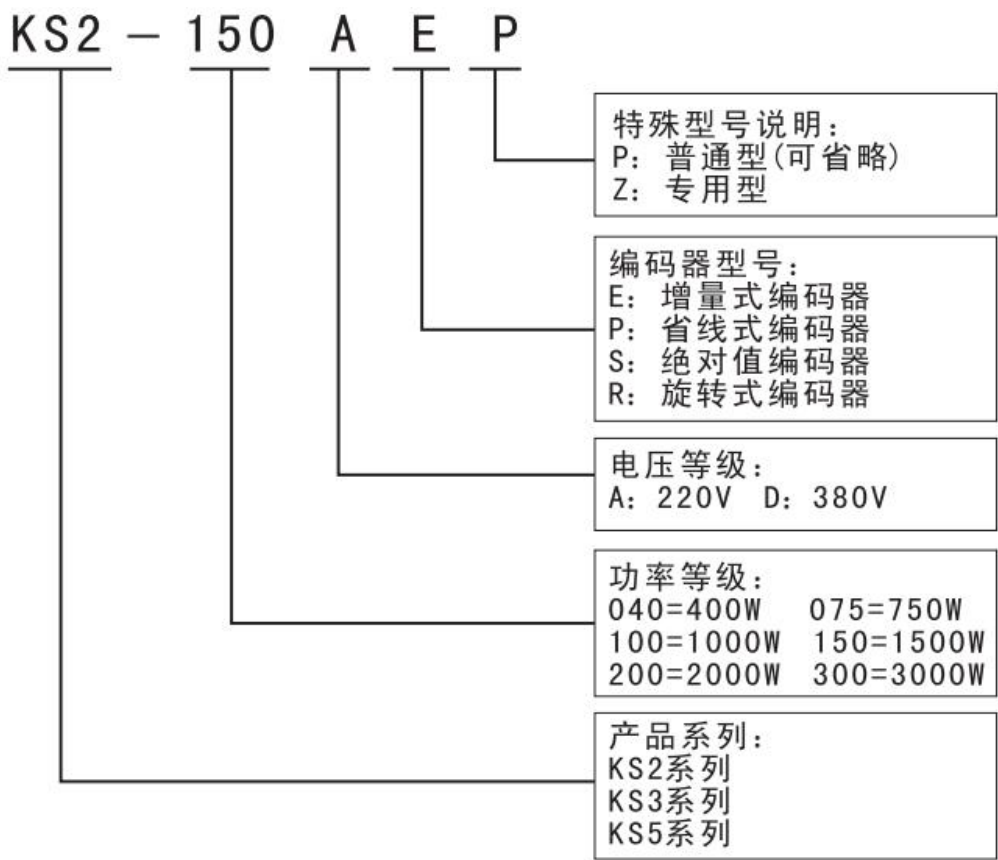 KS2 - 150 A E P
特殊型号说明:
P: 普通型(可省略)
Z: 专用型
编码器型号:
E: 增量式编码器
P: 省线式编码器
S: 绝对值编码器
R: 旋转式编码器
电压等级:
A: 220V D: 380V
功率等级:
040=400W 075=750W
100=1000W 150=1500W
200=2000W 300=3000W
产品系列:
KS2系列
KS3系列
KS5系列